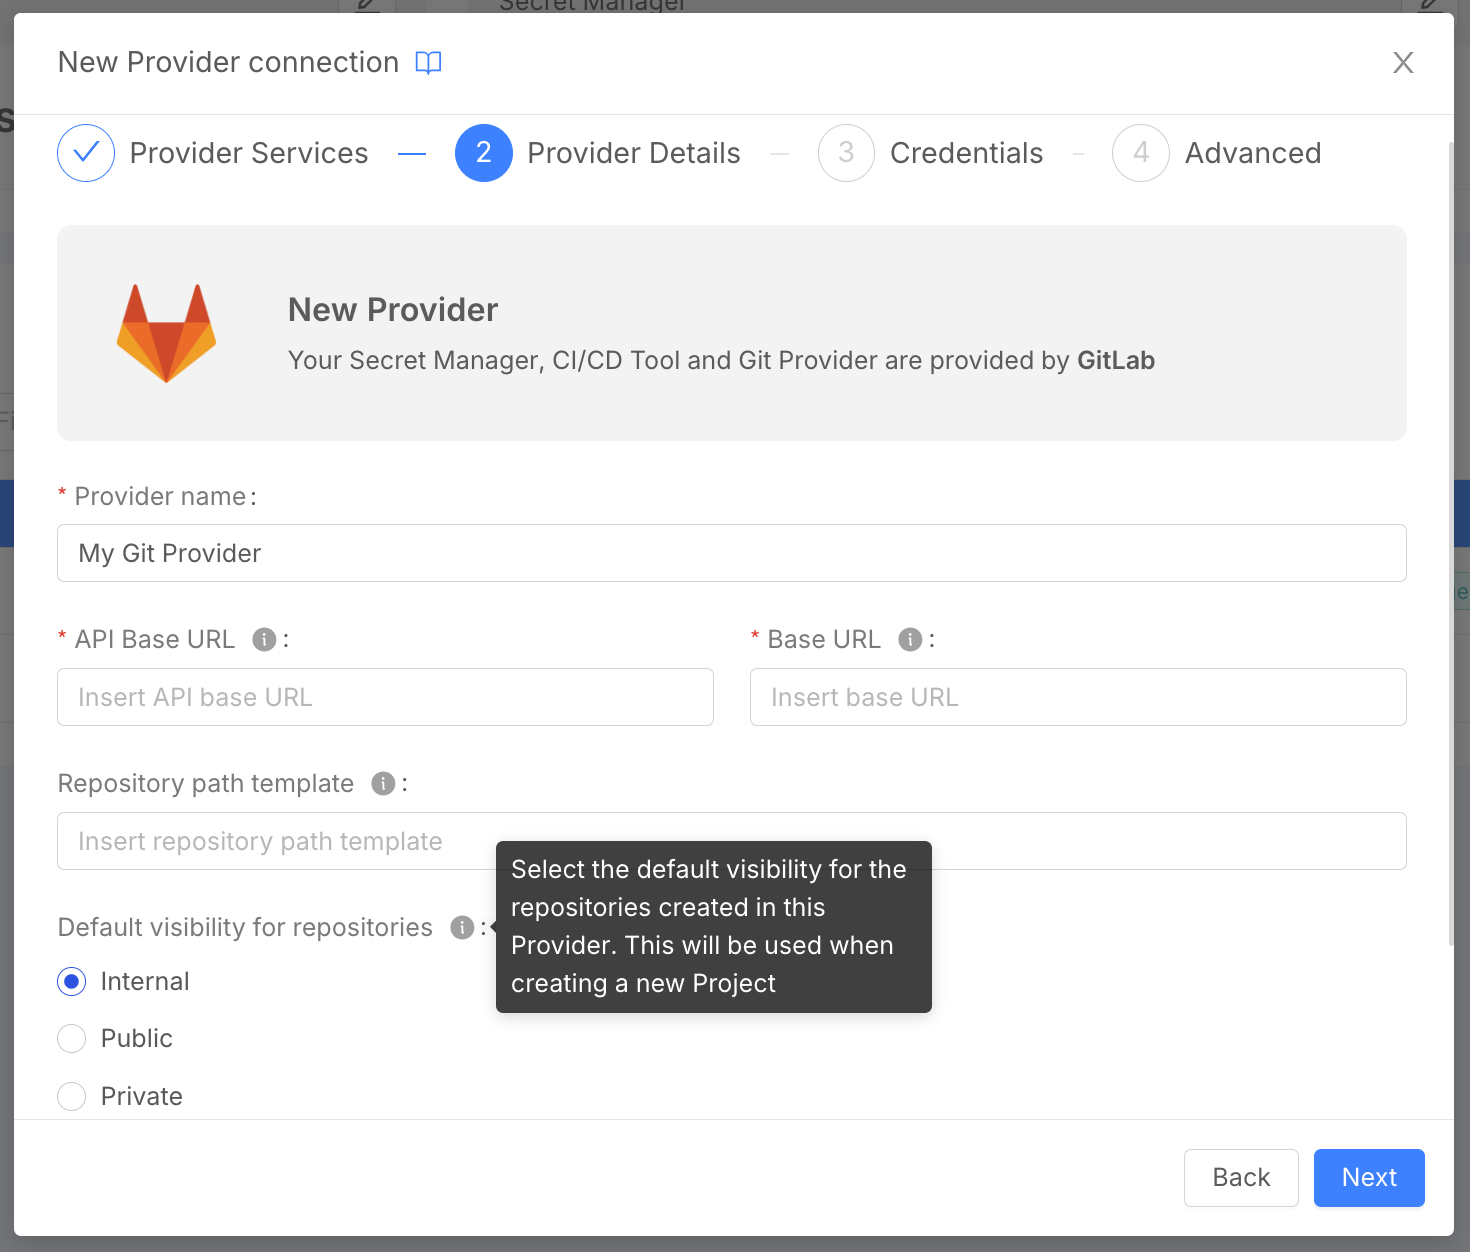 Secret Manager
New Provider connection
Provider Services
2 Provider Details
3 Credentials
4 Advanced
New Provider
Your Secret Manager, CI/CD Tool and Git Provider are provided by GitLab
* Provider name:
My Git Provider
* API Base URL :
* Base URL :
Insert API base URL
Insert base URL
Repository path template :
Insert repository path template
Default visibility for repositories :
Select the default visibility for the
repositories created in this
Provider. This will be used when
creating a new Project
Internal
Public
Private
Back
Next